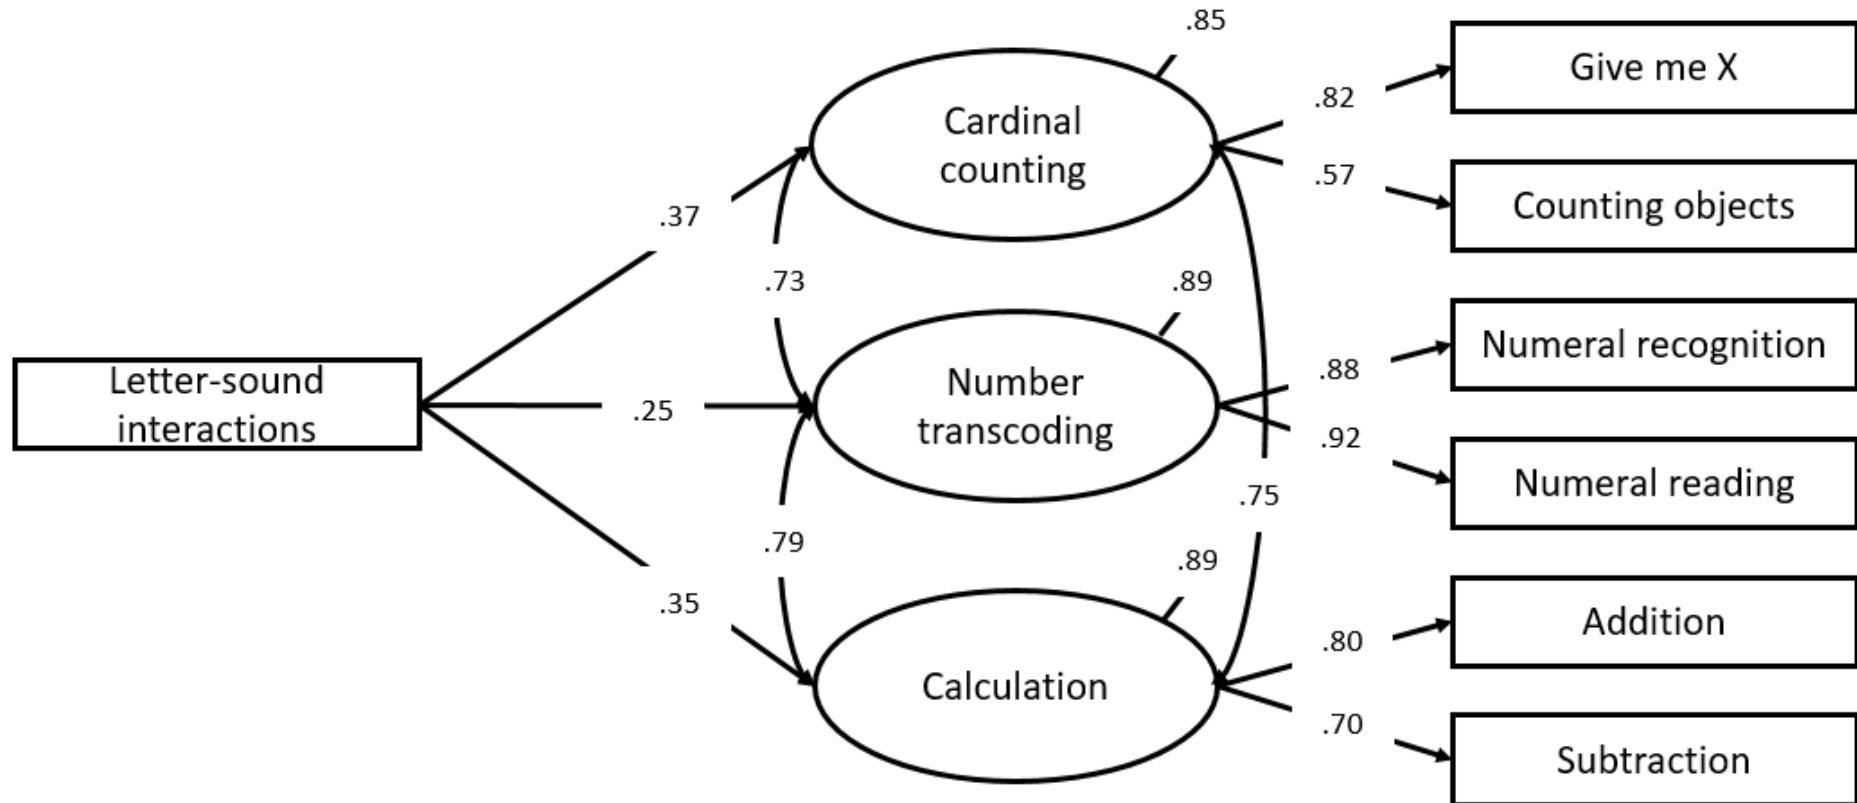 .85
Give me X
.82
Cardinal
counting
.57
Counting objects
.37
.73
.89
Numeral recognition
.88
Letter-sound
interactions
.25
Number
transcoding
.92
Numeral reading
.75
.79
.89
.35
Addition
.80
Calculation
.70
Subtraction